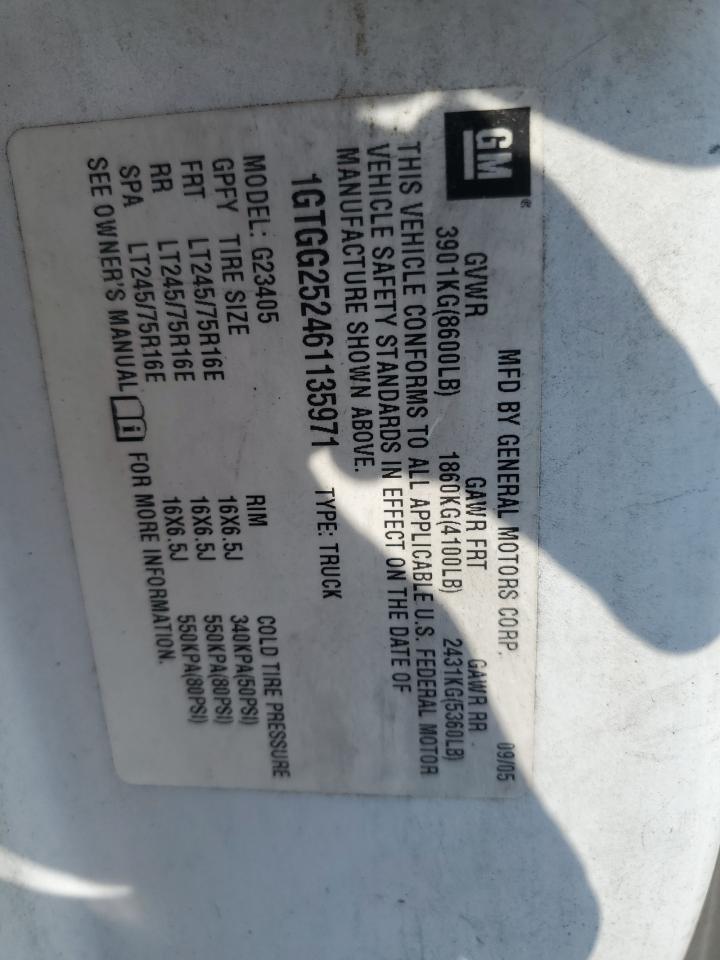 GM®
MFD BY GENERAL MOTORS CORP. 09/05
GVWR GAWR FRT GAWR RR
3901KG(8600LB) 1860KG(4100LB) 2431KG(5360LB)
THIS VEHICLE CONFORMS TO ALL APPLICABLE U.S. FEDERAL MOTOR
VEHICLE SAFETY STANDARDS IN EFFECT ON THE DATE OF
MANUFACTURE SHOWN ABOVE.
1GTGG252461135971 TYPE: TRUCK
MODEL: G23405
GPFY TIRE SIZE RIM COLD TIRE PRESSURE
FRT LT245/75R16E 16X6.5J 340KPA(50PSI)
RR LT245/75R16E 16X6.5J 550KPA(80PSI)
SPA LT245/75R16E 16X6.5J 550KPA(80PSI)
SEE OWNER'S MANUAL FOR MORE INFORMATION.